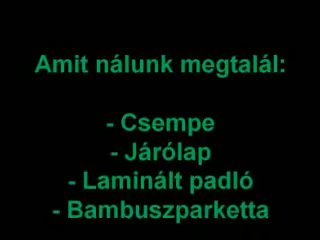 Amit nálunk megtalál:
- Csempe
- Járólap
- Laminált padló
- Bambuszparketta